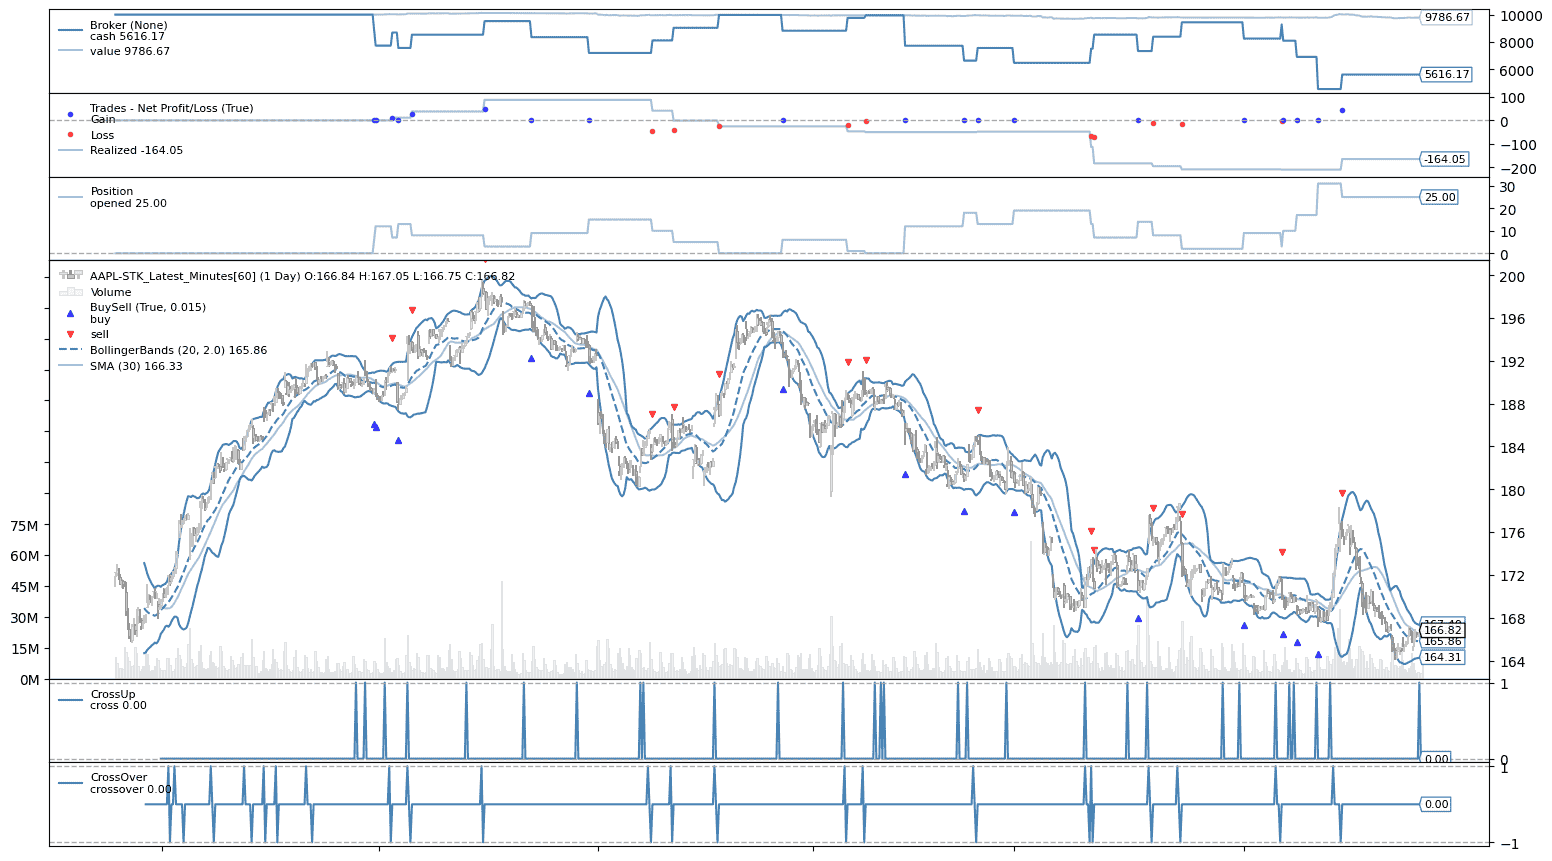 Broker (None)
cash 5616.17
value 9786.67
9786.67
5616.17
10000
8000
6000
Trades - Net Profit/Loss (True)
Gain
Loss
Realized -164.05
-164.05
100
0
−100
−200
Position
opened 25.00
25.00
30
20
10
0
AAPL-STK_Latest_Minutes[60] (1 Day) O:166.84 H:167.05 L:166.75 C:166.82
Volume
BuySell (True, 0.015)
buy
sell
BollingerBands (20, 2.0) 165.86
SMA (30) 166.33
200
196
192
188
184
180
176
172
168
164
75M
60M
45M
30M
15M
0M
166.82
165.86
164.31
CrossUp
cross 0.00
0.00
1
0
CrossOver
crossover 0.00
0.00
1
−1